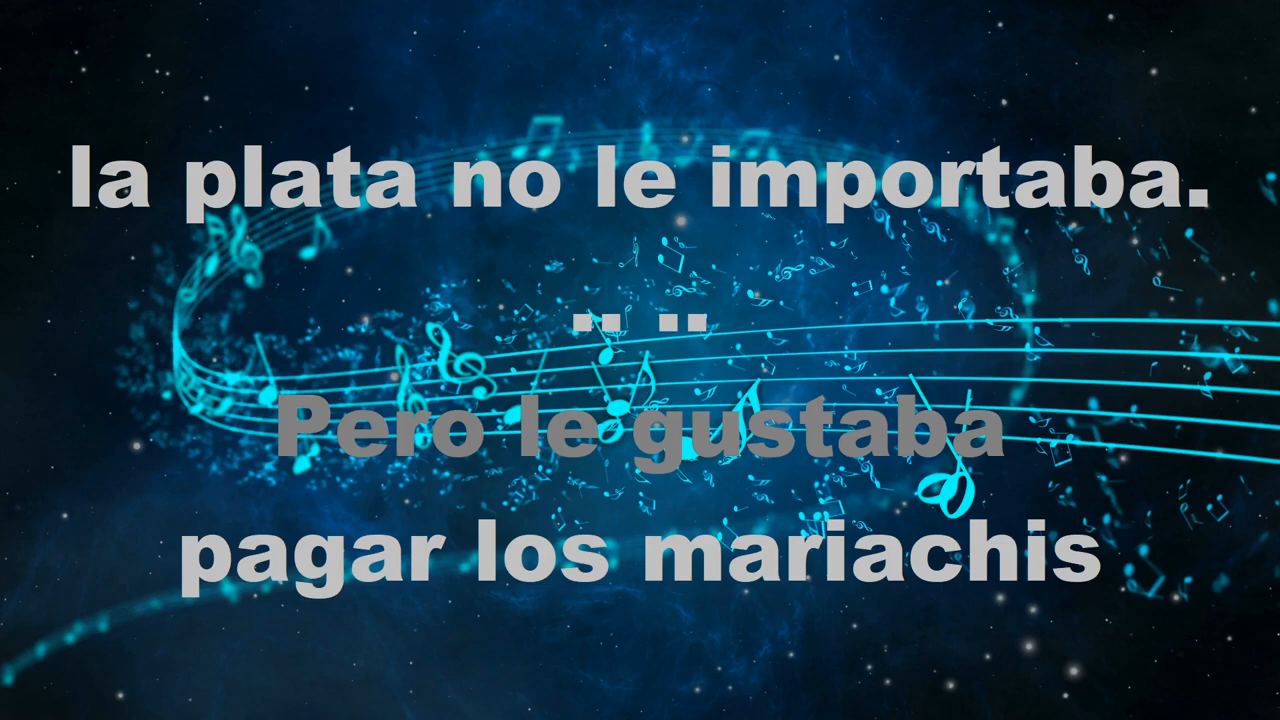 la plata no le importaba.
.. ..
Pero le gustaba
pagar los mariachis